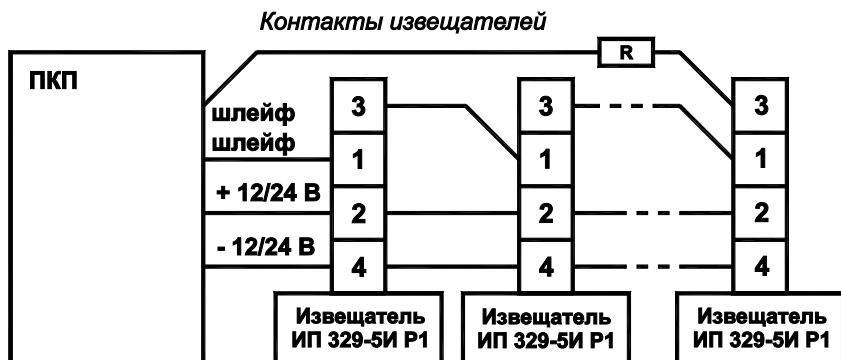 Контакты извещателей
R
ПКП
шлейф
шлейф
+ 12/24 В
- 12/24 В
3
1
2
4
3
1
2
4
3
1
2
4
Извещатель
ИП 329-5И Р1
Извещатель
ИП 329-5И Р1
Извещатель
ИП 329-5И Р1